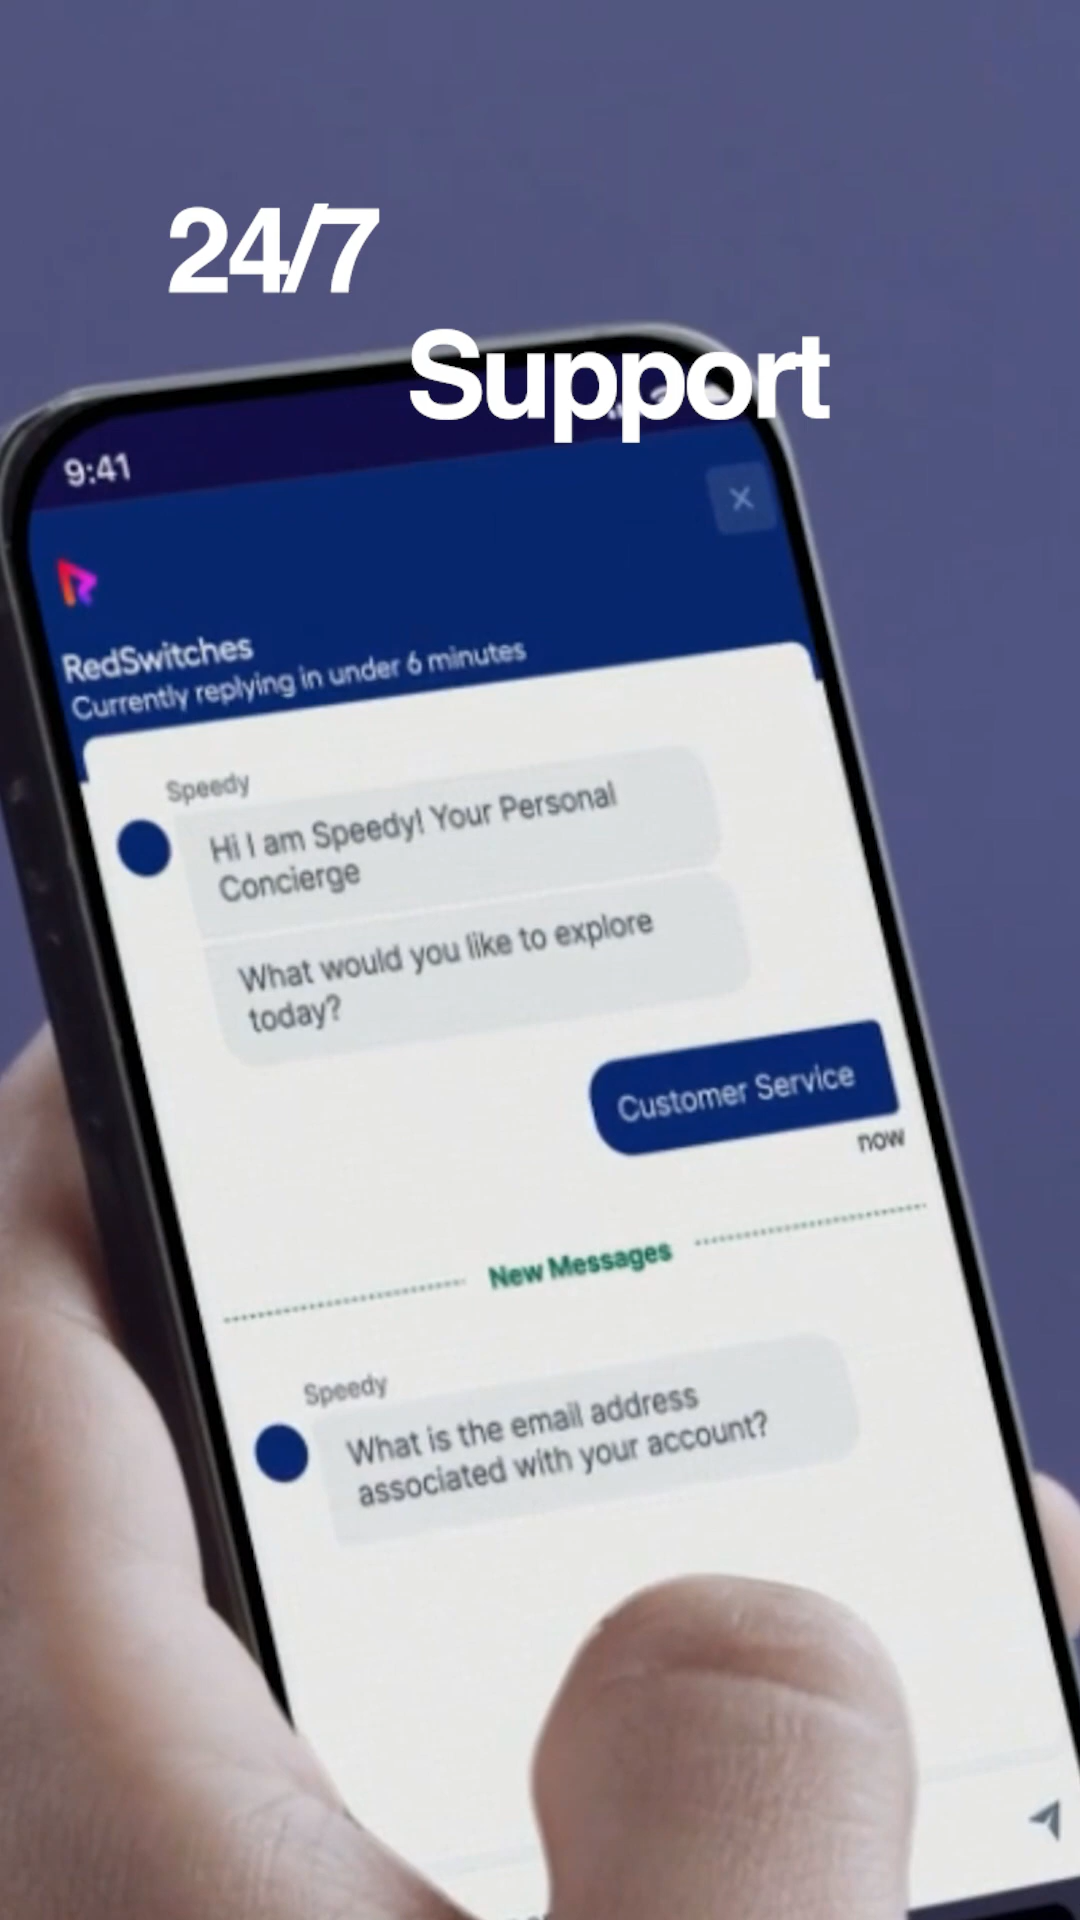 24/7
Support
9:41
RedSwitches
Currently replying in under 6 minutes
Speedy
Hi I am Speedy! Your Personal
Concierge
What would you like to explore
today?
Customer Service
now
New Messages
Speedy
What is the email address
associated with your account?